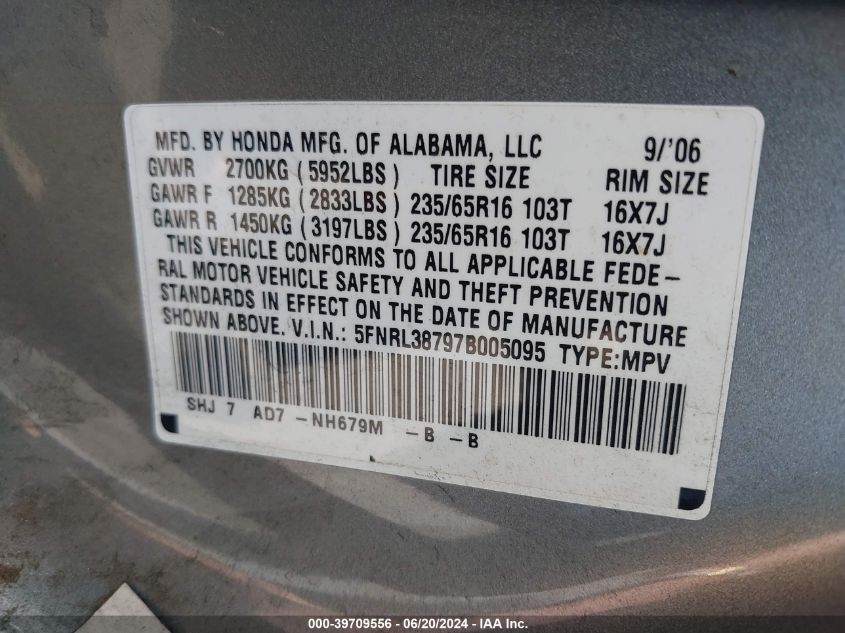 MFD. BY HONDA MFG. OF ALABAMA, LLC 9/'06
GVWR 2700KG (5952LBS) TIRE SIZE RIM SIZE
GAWR F 1285KG (2833LBS) 235/65R16 103T 16X7J
GAWR R 1450KG (3197LBS) 235/65R16 103T 16X7J
THIS VEHICLE CONFORMS TO ALL APPLICABLE FEDE-
RAL MOTOR VEHICLE SAFETY AND THEFT PREVENTION
STANDARDS IN EFFECT ON THE DATE OF MANUFACTURE
SHOWN ABOVE. V.I.N.: 5FNRL38797B005095 TYPE:MPV
SHJ 7 AD7 -NH679M -B -B
000-39709556 - 06/20/2024 - COPYRIGHT IAA, Inc.